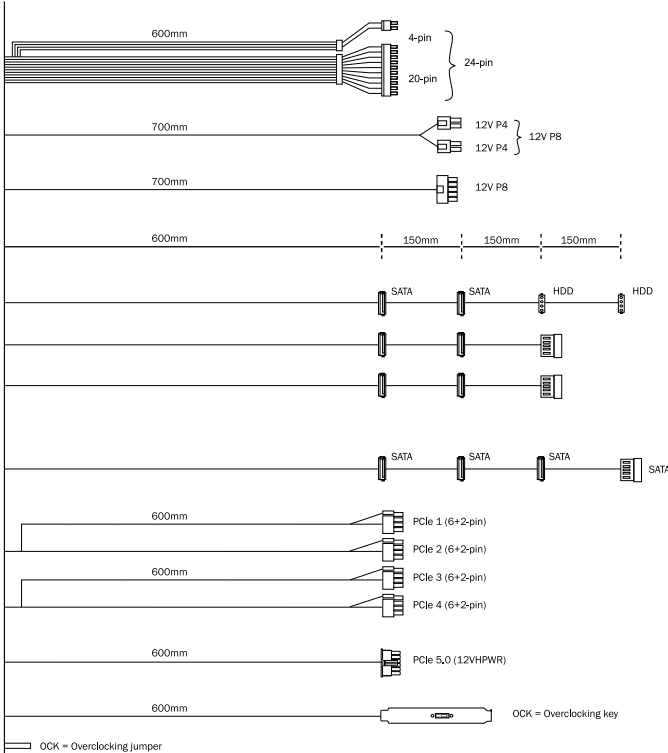 600mm
4-pin
20-pin
24-pin
700mm
12V P4
12V P4
12V P8
700mm
12V P8
600mm 150mm 150mm 150mm
SATA SATA HDD HDD
SATA SATA SATA SATA
600mm
PCIe 1 (6+2-pin)
PCIe 2 (6+2-pin)
600mm
PCIe 3 (6+2-pin)
PCIe 4 (6+2-pin)
600mm
PCIe 5.0 (12VHPWR)
600mm
OCK = Overclocking key
OCK = Overclocking jumper